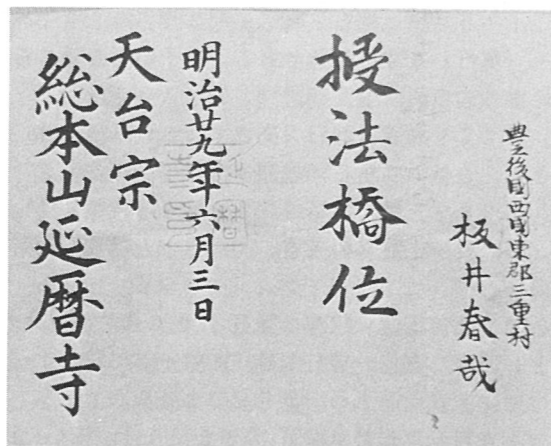 豊後国西国東郡三重村
板井春哉
授法橋位
明治廿九年六月三日
天台宗
総本山延暦寺